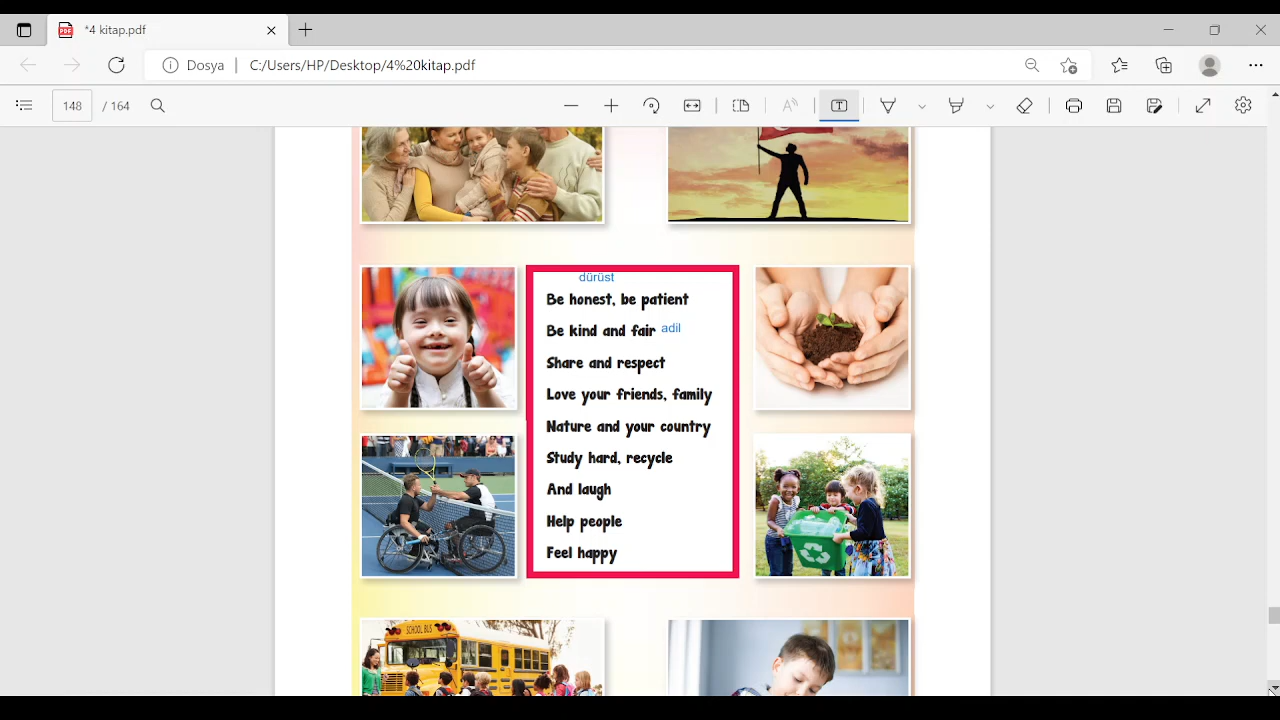 *4 kitap.pdf
Dosya | C:/Users/HP/Desktop/4%20kitap.pdf
148 / 164
dürüst
Be honest, be patient
Be kind and fair adil
Share and respect
Love your friends, family
Nature and your country
Study hard, recycle
And laugh
Help people
Feel happy
SCHOOL BUS